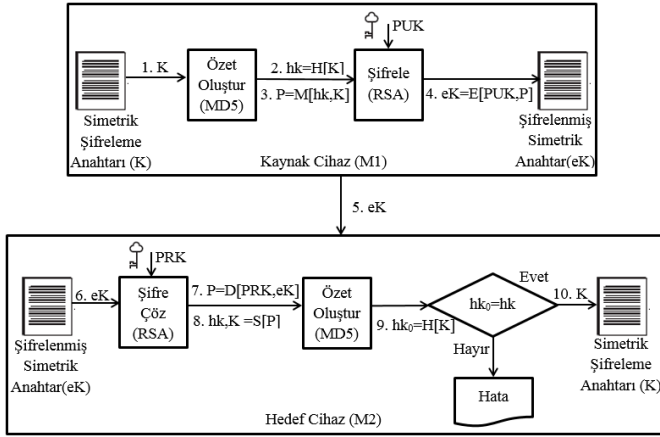 PUK
1. K
Özet
Oluştur
(MD5)
2. hk=H[K]
3. P=M[hk,K]
Şifrele
(RSA)
4. eK=E[PUK,P]
Simetrik
Şifreleme
Anahtarı (K)
Şifrelenmiş
Simetrik
Anahtar(eK)
Kaynak Cihaz (M1)
5. eK
PRK
6. eK
Şifre
Çöz
(RSA)
7. P=D[PRK,eK]
8. hk,K =S[P]
Özet
Oluştur
(MD5)
9. hk₀=H[K]
hk₀=hk
Evet
10. K
Hayır
Hata
Şifrelenmiş
Simetrik
Anahtar(eK)
Simetrik
Şifreleme
Anahtarı (K)
Hedef Cihaz (M2)